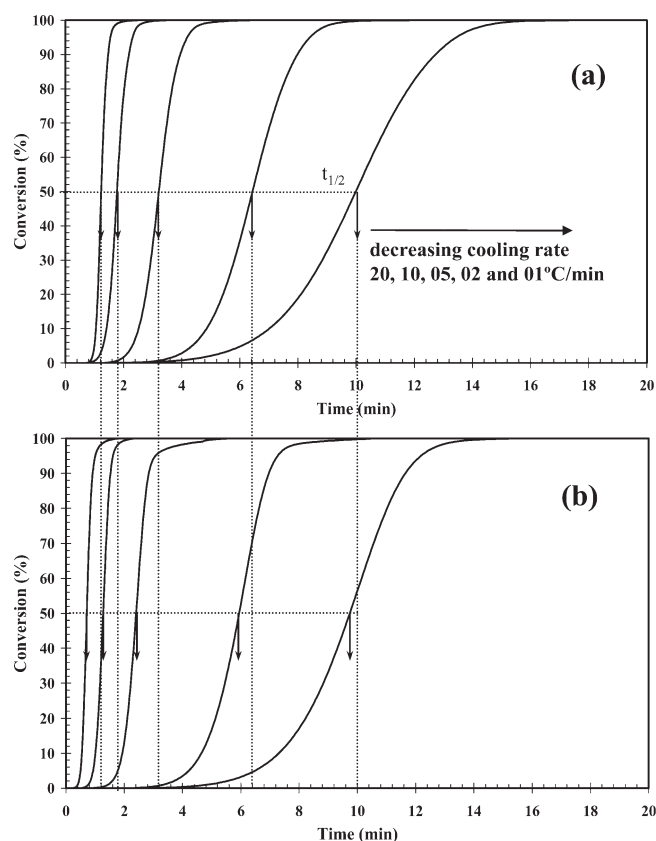 100
90
80
70
60
50
40
30
20
10
0
Conversion (%)
(a)
t1/2
decreasing cooling rate
20, 10, 05, 02 and 01ºC/min
0 2 4 6 8 10 12 14 16 18 20
Time (min)
100
90
80
70
60
50
40
30
20
10
0
Conversion (%)
(b)
0 2 4 6 8 10 12 14 16 18 20
Time (min)